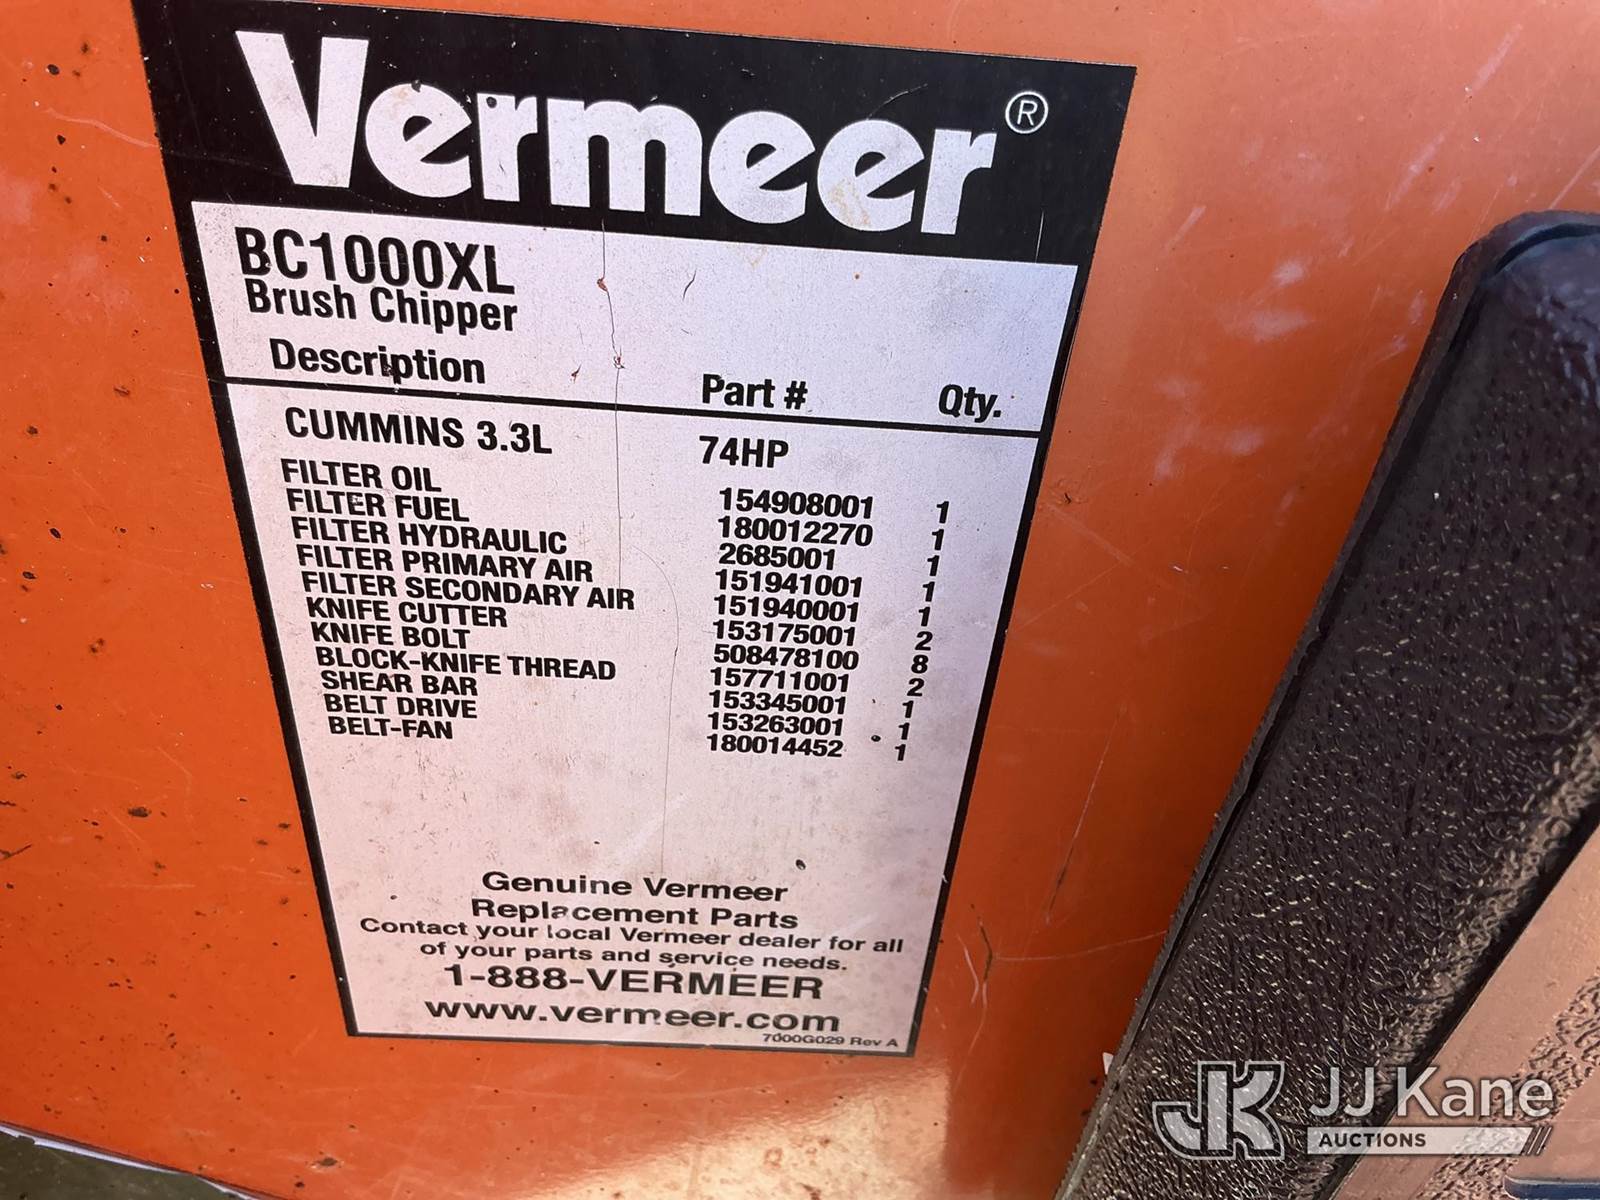 Vermeer®
BC1000XL
Brush Chipper
Description Part # Qty.
CUMMINS 3.3L 74HP
FILTER OIL 154908001 1
FILTER FUEL 180012270 1
FILTER HYDRAULIC 2685001 1
FILTER PRIMARY AIR 151941001 1
FILTER SECONDARY AIR 151940001 1
KNIFE CUTTER 153175001 2
KNIFE BOLT 508478100 8
BLOCK-KNIFE THREAD 157711001 2
SHEAR BAR 153345001 1
BELT DRIVE 153263001 1
BELT-FAN 180014452 1
Genuine Vermeer
Replacement Parts
Contact your local Vermeer dealer for all
of your parts and service needs.
1-888-VERMEER
www.vermeer.com
7000G029 Rev A
JK JJ Kane
AUCTIONS